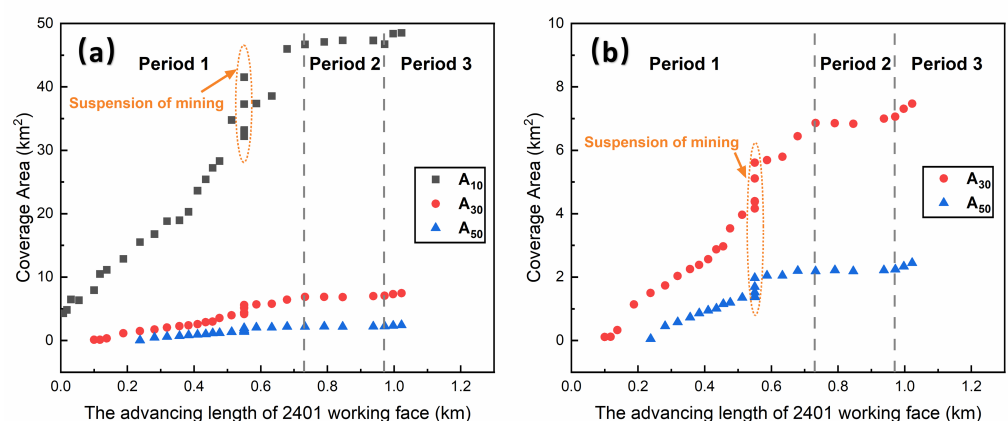 (a)
Period 1
Period 2
Period 3
Suspension of mining
A10
A30
A50
Coverage Area (km2)
50
40
30
20
10
0
0.0 0.2 0.4 0.6 0.8 1.0 1.2
The advancing length of 2401 working face (km)
(b)
Period 1
Period 2
Period 3
Suspension of mining
A30
A50
Coverage Area (km2)
10
8
6
4
2
0
0.0 0.2 0.4 0.6 0.8 1.0 1.2
The advancing length of 2401 working face (km)